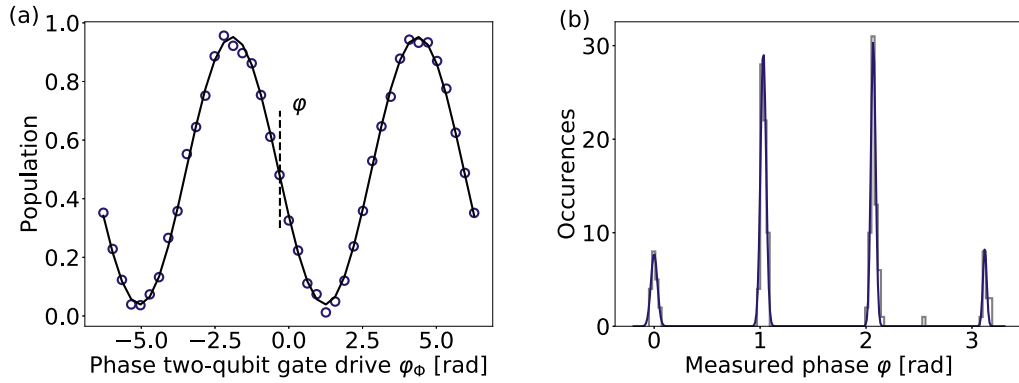 (a)
φ
Population
1.0
0.8
0.6
0.4
0.2
0.0
−5.0 −2.5 0.0 2.5 5.0
Phase two-qubit gate drive φ_Φ [rad]
(b)
Occurences
30
20
10
0
0 1 2 3
Measured phase φ [rad]